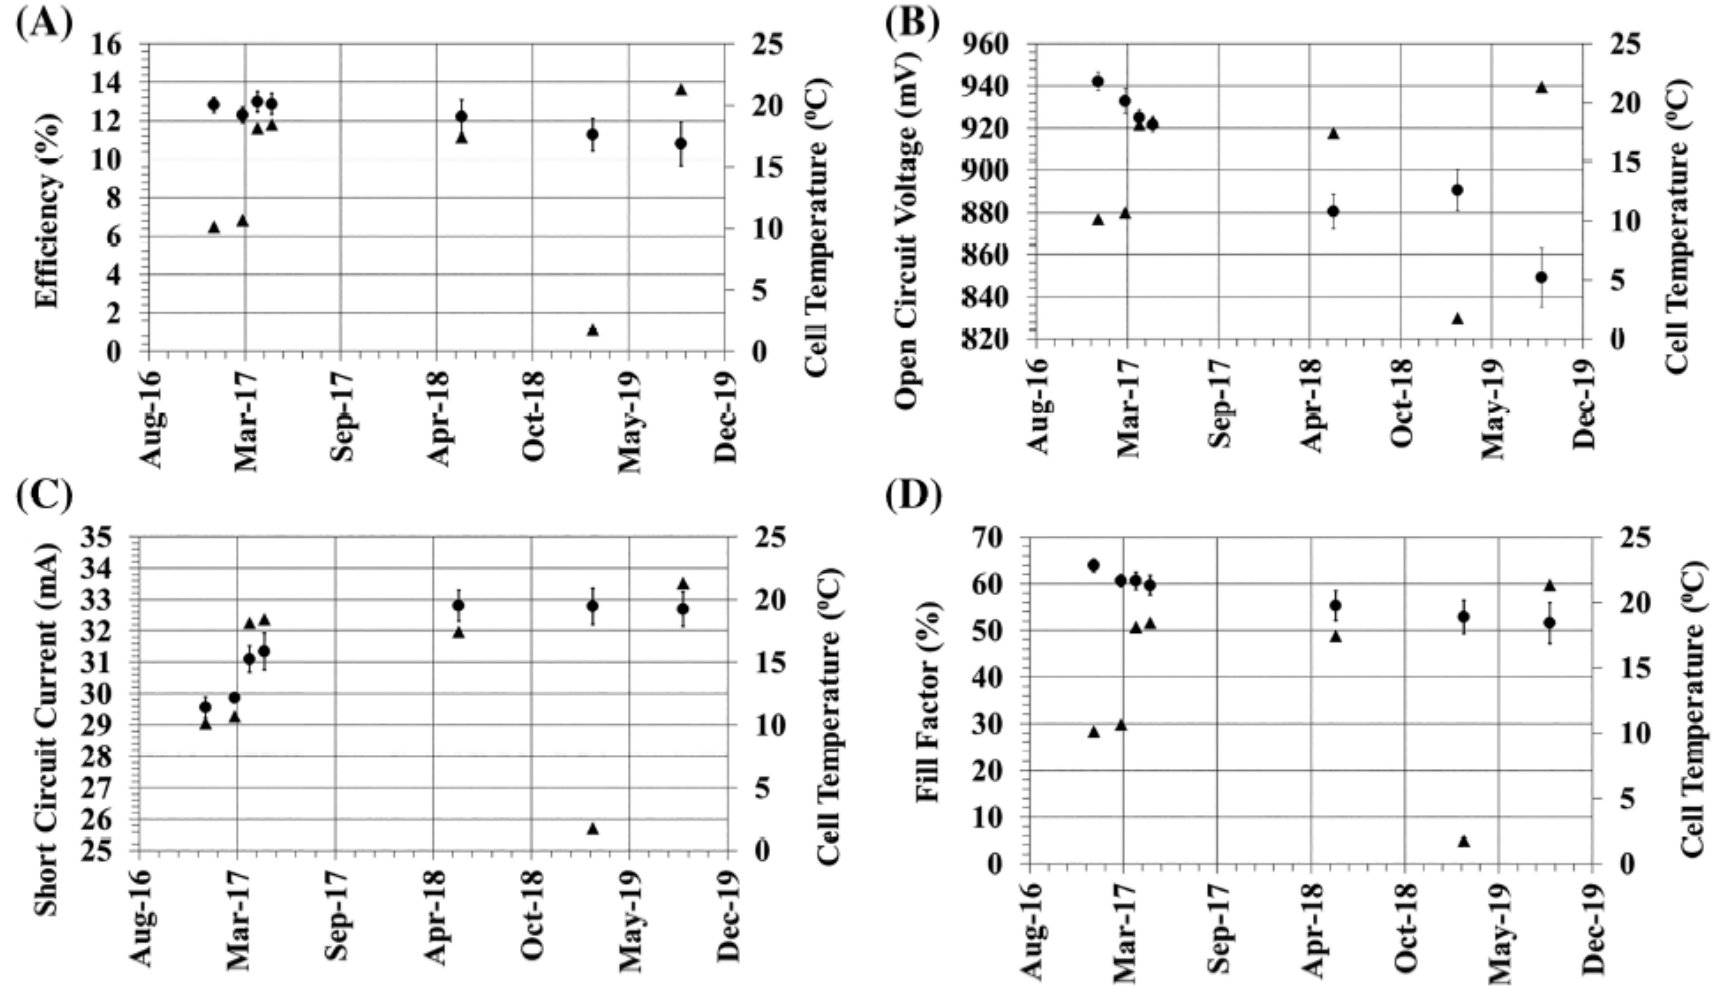 (A)
16
14
12
10
8
6
4
2
0
Efficiency (%)
25
20
15
10
5
0
Cell Temperature (⁰C)
Aug-16
Mar-17
Sep-17
Apr-18
Oct-18
May-19
Dec-19
(B)
960
940
920
900
880
860
840
820
Open Circuit Voltage (mV)
25
20
15
10
5
0
Cell Temperature (⁰C)
Aug-16
Mar-17
Sep-17
Apr-18
Oct-18
May-19
Dec-19
(C)
35
34
33
32
31
30
29
28
27
26
25
Short Circuit Current (mA)
25
20
15
10
5
0
Cell Temperature (⁰C)
Aug-16
Mar-17
Sep-17
Apr-18
Oct-18
May-19
Dec-19
(D)
70
60
50
40
30
20
10
0
Fill Factor (%)
25
20
15
10
5
0
Cell Temperature (⁰C)
Aug-16
Mar-17
Sep-17
Apr-18
Oct-18
May-19
Dec-19